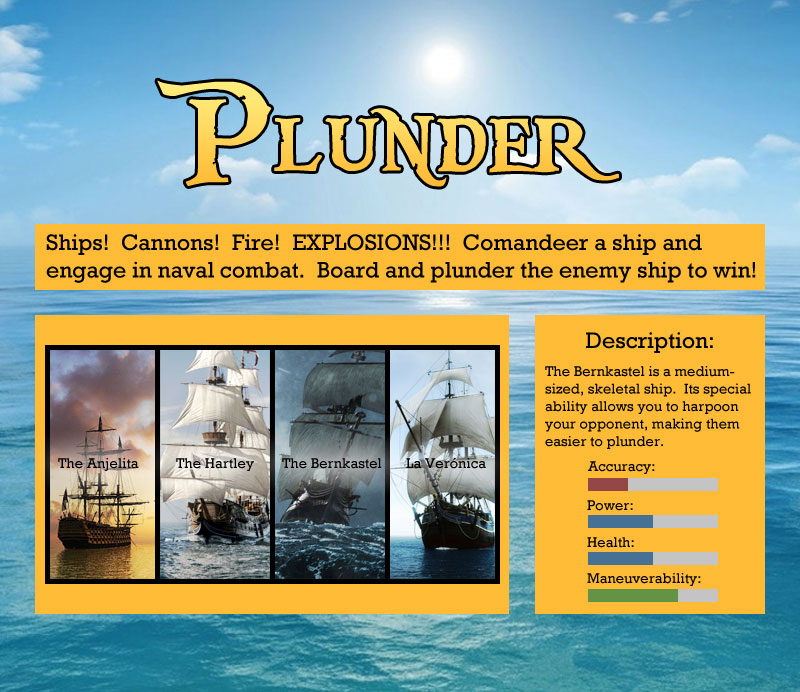 Plunder
Ships!  Cannons!  Fire!  EXPLOSIONS!!!  Comandeer a ship and
engage in naval combat.  Board and plunder the enemy ship to win!
The Anjelita
The Hartley
The Bernkastel
La Verónica
Description:
The Bernkastel is a medium-
sized, skeletal ship.  Its special
ability allows you to harpoon
your opponent, making them
easier to plunder.
Accuracy:
Power:
Health:
Maneuverability: